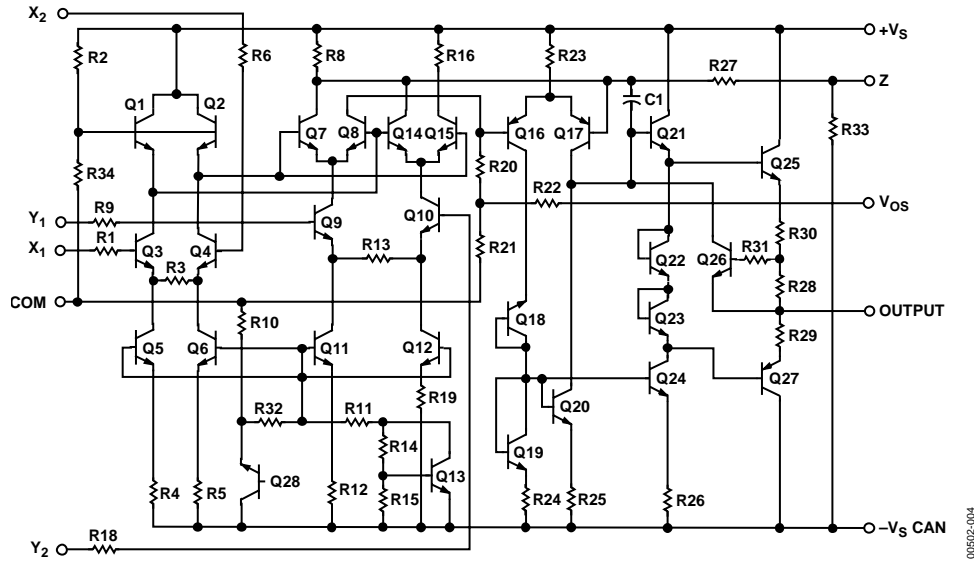 X2
+VS
R2
R6
R8
R16
R23
R27
Z
Q1
Q2
C1
R33
Q7
Q8
Q14
Q15
Q16
Q17
Q21
Q25
R34
R20
R22
VOS
Y1
R9
Q9
Q10
R30
X1
R1
Q3
Q4
R13
R21
Q22
Q26
R31
R3
R28
COM
OUTPUT
R10
Q18
Q23
R29
Q5
Q6
Q11
Q12
Q24
Q27
R19
Q20
R32
R11
R14
Q19
Q28
Q13
R4
R5
R12
R15
R24
R25
R26
–VS CAN
Y2
R18
00502-004